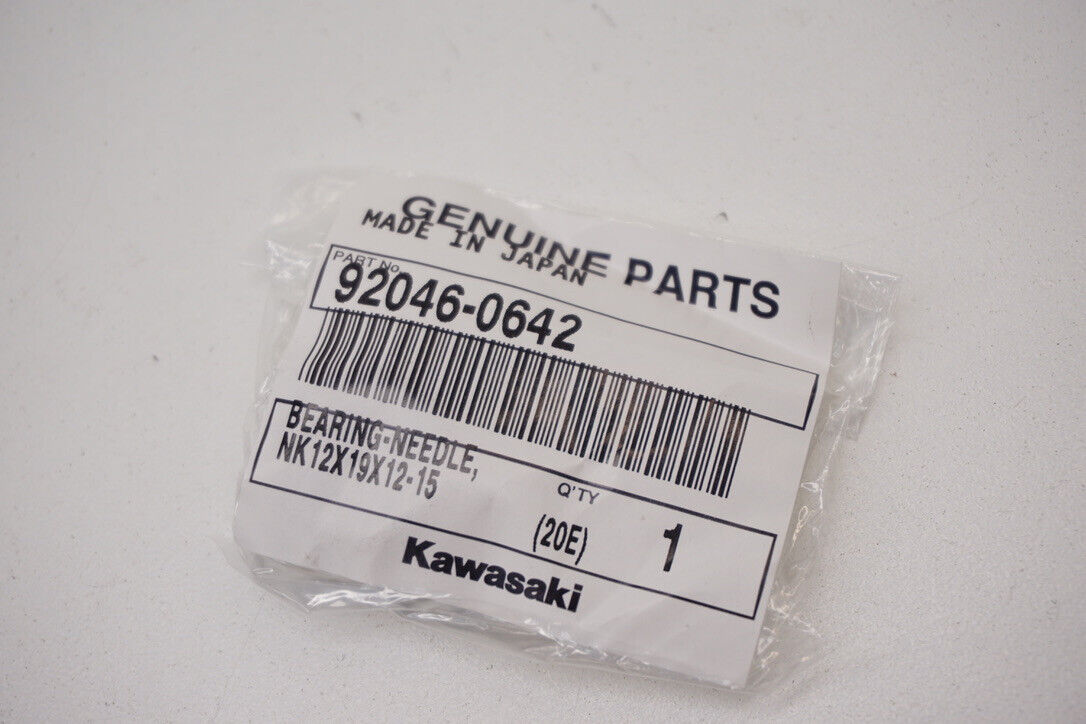 GENUINE PARTS
MADE IN JAPAN
PART No.
92046-0642
BEARING-NEEDLE,
NK12X19X12-15
Q'TY
(20E) 1
Kawasaki